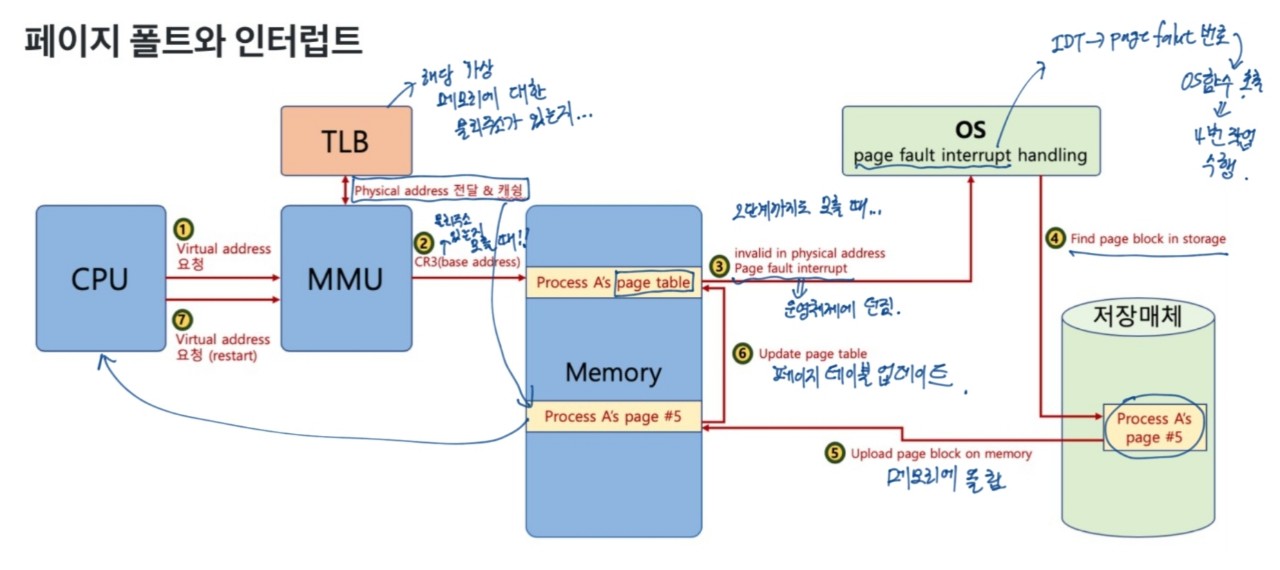 페이지 폴트와 인터럽트
IDT → page falut 번호
OS함수 호출
⇓
4번 작업
수행.
해당 가상
메모리에 대한
물리주소가 있는지...
TLB
OS
page fault interrupt handling
Physical address 전달 & 캐슁
CPU
1
Virtual address
요청
7
Virtual address
요청 (restart)
MMU
물리주소
있는지
모를 때!!
2
CR3(base address)
Process A's page table
Memory
Process A's page #5
2단계까지도 모를 때...
3
invalid in physical address
Page fault interrupt
⇓
운영체제에 던짐.
4 Find page block in storage
6 Update page table
페이지 테이블 업데이트.
저장매체
Process A's
page #5
5 Upload page block on memory
메모리에 올림